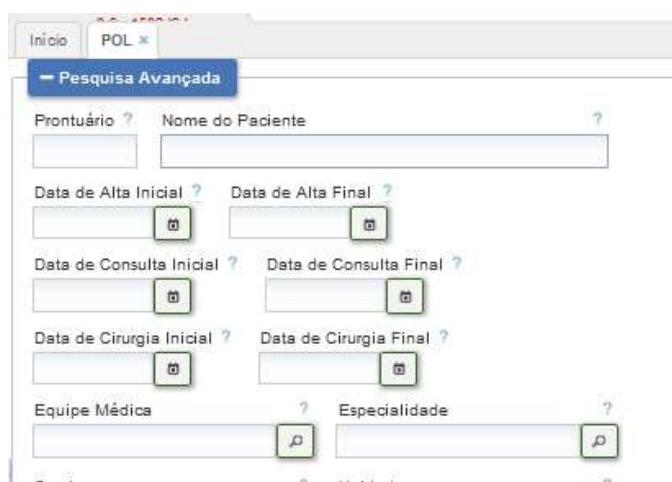 Início POL ×
Pesquisa Avançada
Prontuário ? Nome do Paciente ?
Data de Alta Inicial ? Data de Alta Final ?
Data de Consulta Inicial ? Data de Consulta Final ?
Data de Cirurgia Inicial ? Data de Cirurgia Final ?
Equipe Médica ? Especialidade ?